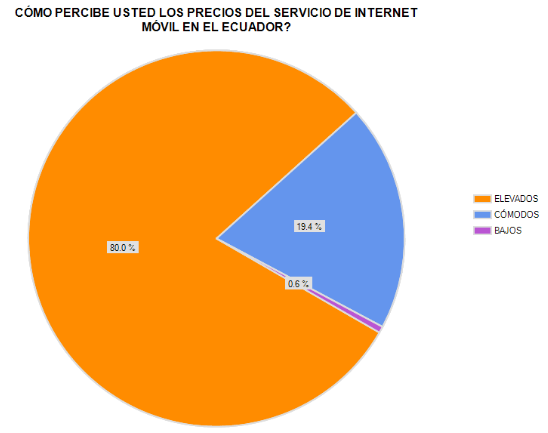 CÓMO PERCIBE USTED LOS PRECIOS DEL SERVICIO DE INTERNET
MÓVIL EN EL ECUADOR?
19.4 %
80.0 %
0.6 %
ELEVADOS
CÓMODOS
BAJOS